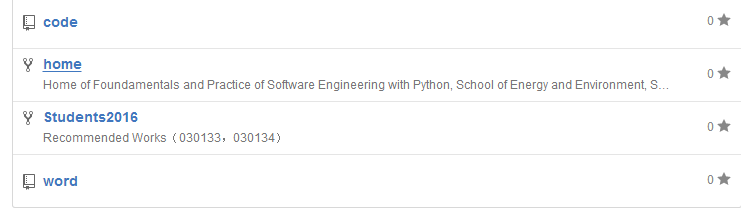 code
0
home
Home of Foundamentals and Practice of Software Engineering with Python, School of Energy and Environment, S...
0
Students2016
Recommended Works（030133，030134）
0
word
0